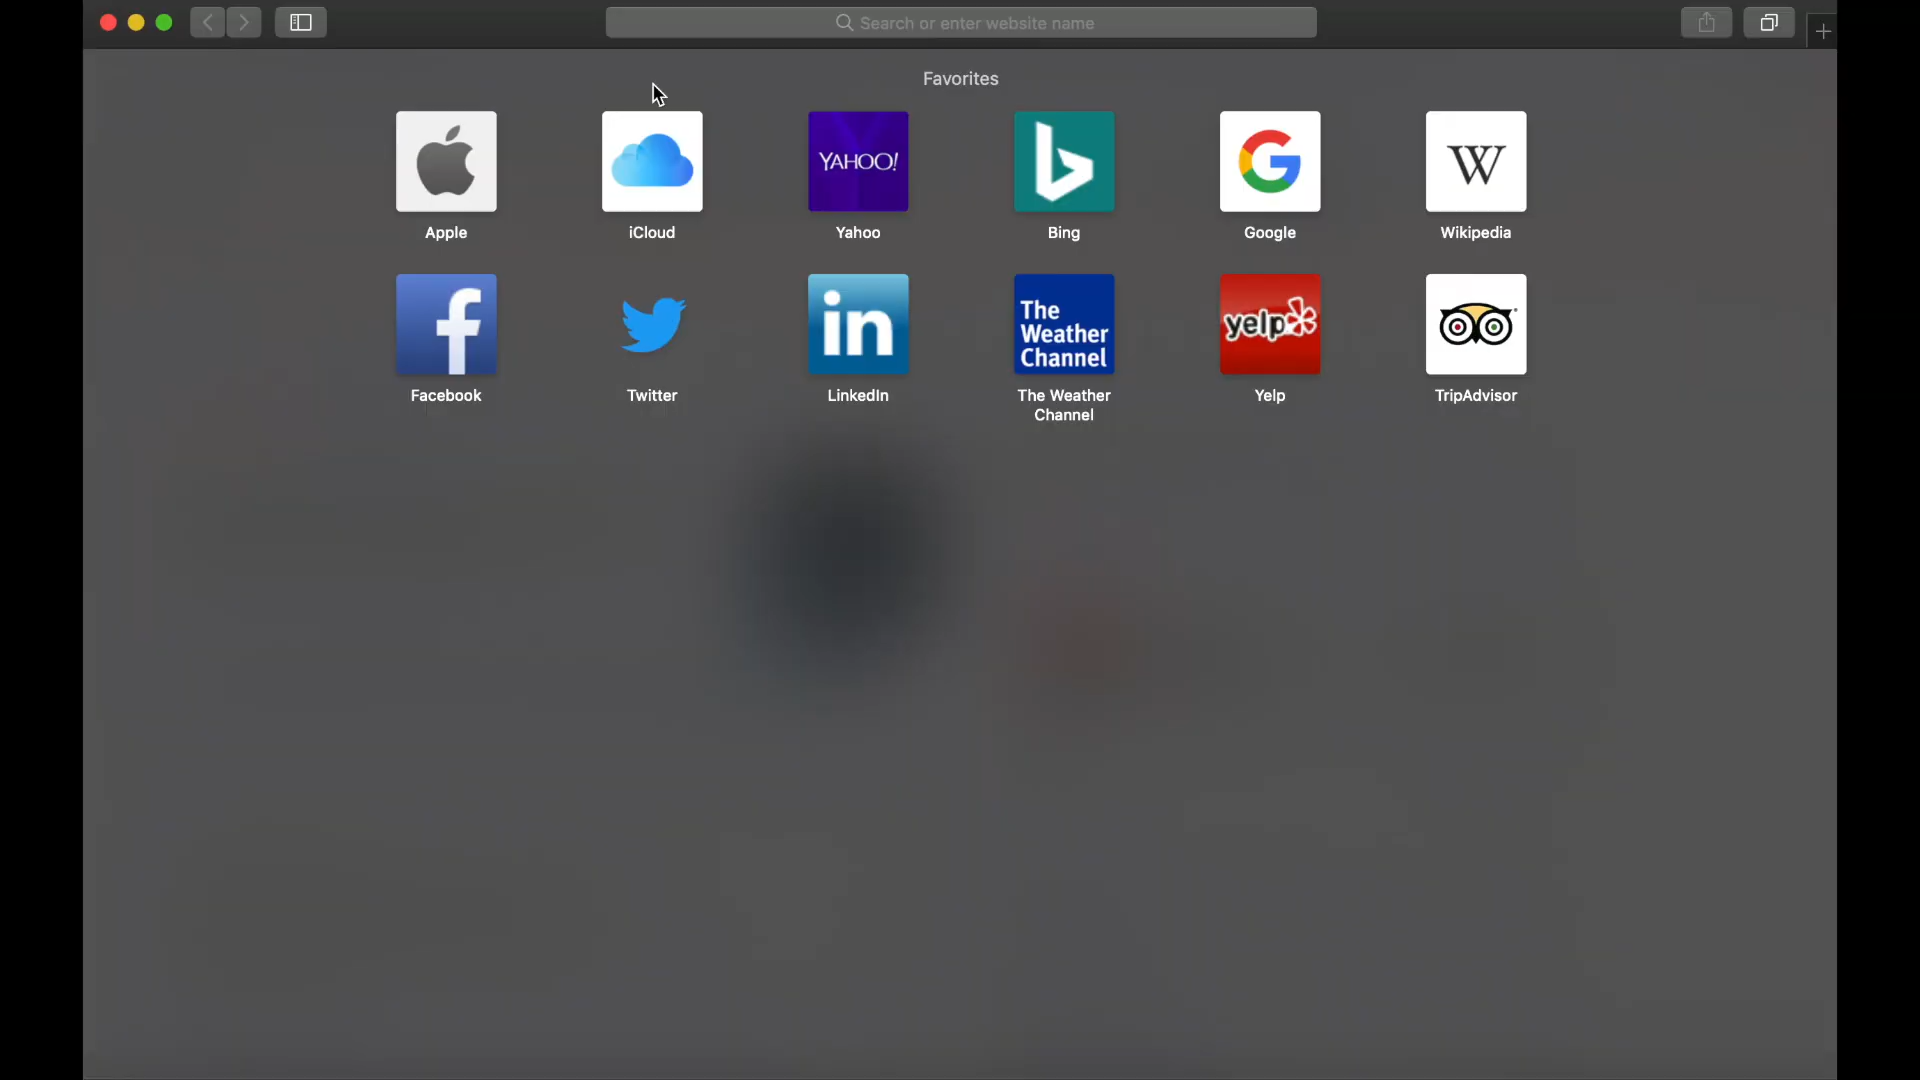 Search or enter website name
Favorites
YAHOO!
W
Apple
iCloud
Yahoo
Bing
Google
Wikipedia
in
The
Weather
Channel
yelp
Facebook
Twitter
LinkedIn
The Weather
Channel
Yelp
TripAdvisor